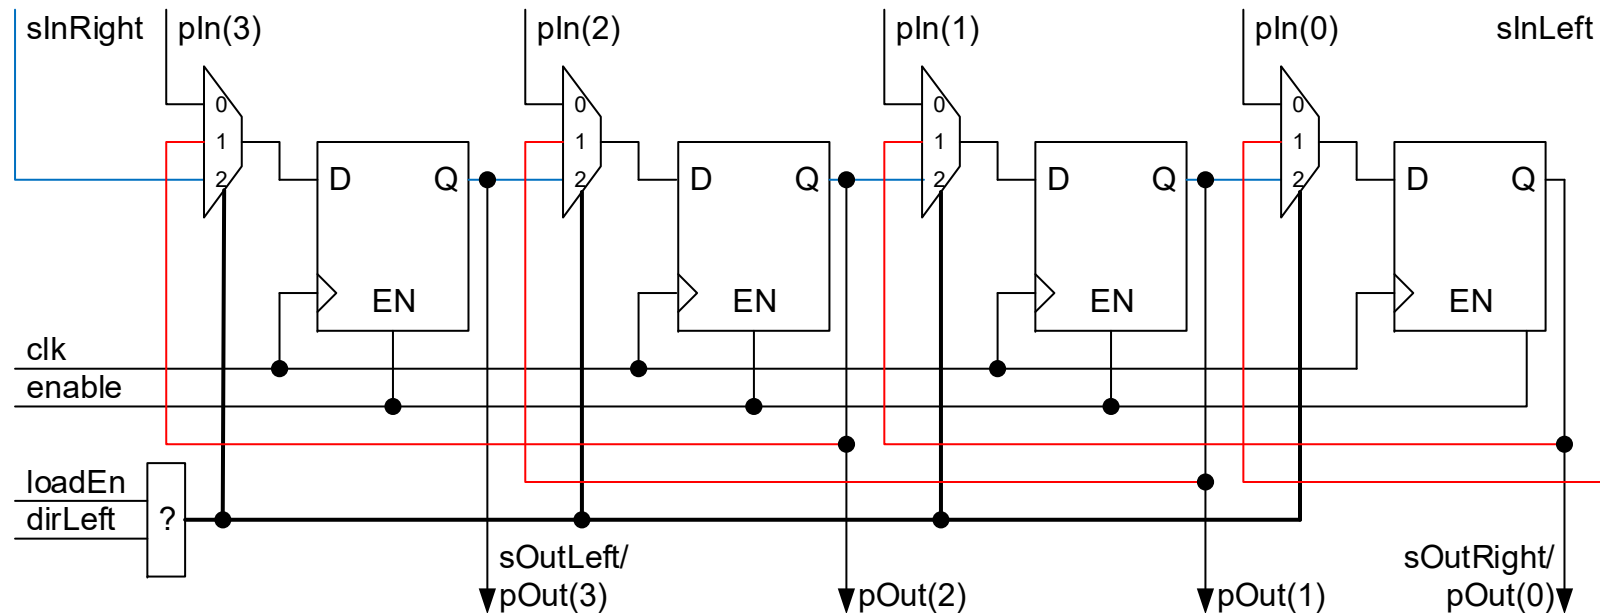 sInRight
pIn(3)
pIn(2)
pIn(1)
pIn(0)
sInLeft
0
1
2
0
1
2
0
1
2
0
1
2
D
Q
EN
D
Q
EN
D
Q
EN
D
Q
EN
clk
enable
loadEn
dirLeft
?
sOutLeft/
pOut(3)
pOut(2)
pOut(1)
sOutRight/
pOut(0)